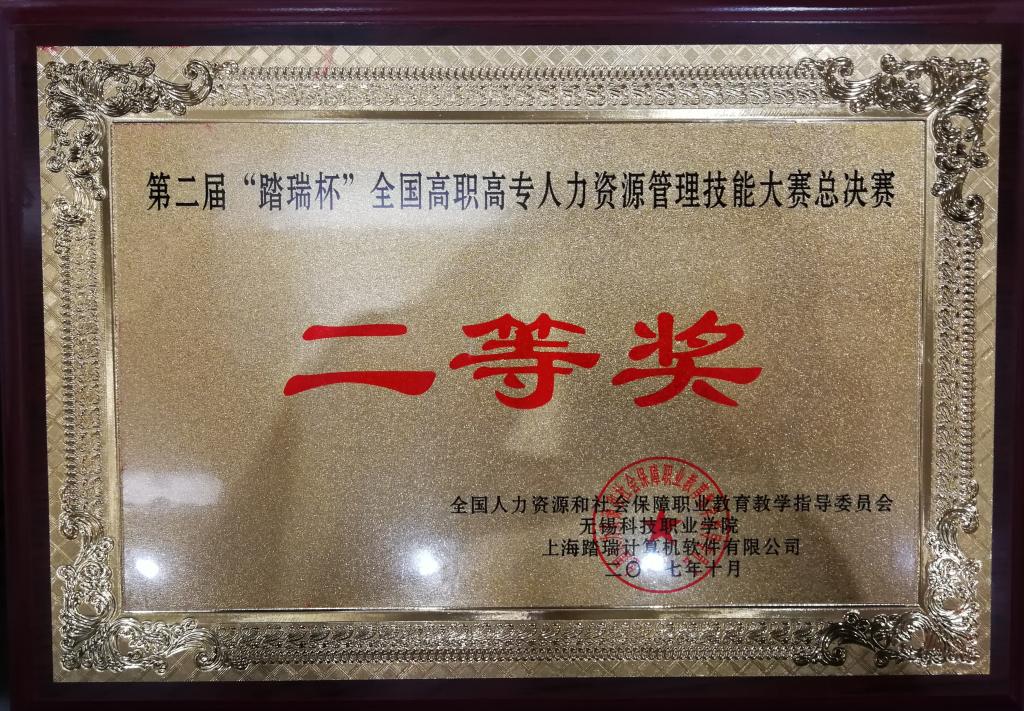 第二届“踏瑞杯”全国高职高专人力资源管理技能大赛总决赛
二等奖
全国人力资源和社会保障职业教育教学指导委员会
无锡科技职业学院
上海踏瑞计算机软件有限公司
二〇一七年十月